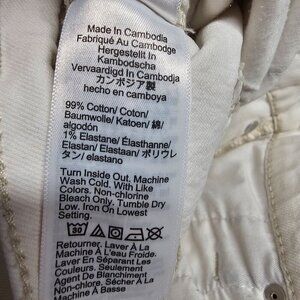 Made In Cambodia
Fabriqué Au Cambodge
Hergestellt In
Kambodscha
Vervaardigd In Cambodja
カンボジア製
hecho en camboya
99% Cotton/ Coton/
Baumwolle/ Katoen/ 綿/
algodón
1% Elastane/ Élasthanne/
Elastan/ Elastaan/ ポリウレ
タン/ elastano
Turn Inside Out. Machine
Wash Cold. With Like
Colors. Non-chlorine
Bleach Only. Tumble Dry
Low. Iron On Lowest
Setting.
30
Retourner. Laver À La
Machine À L'eau Froide.
Laver En Séparant Les
Couleurs. Seulement
Agent De Blanchiment
Non-chlore. Sécher À La
Machine À Basse